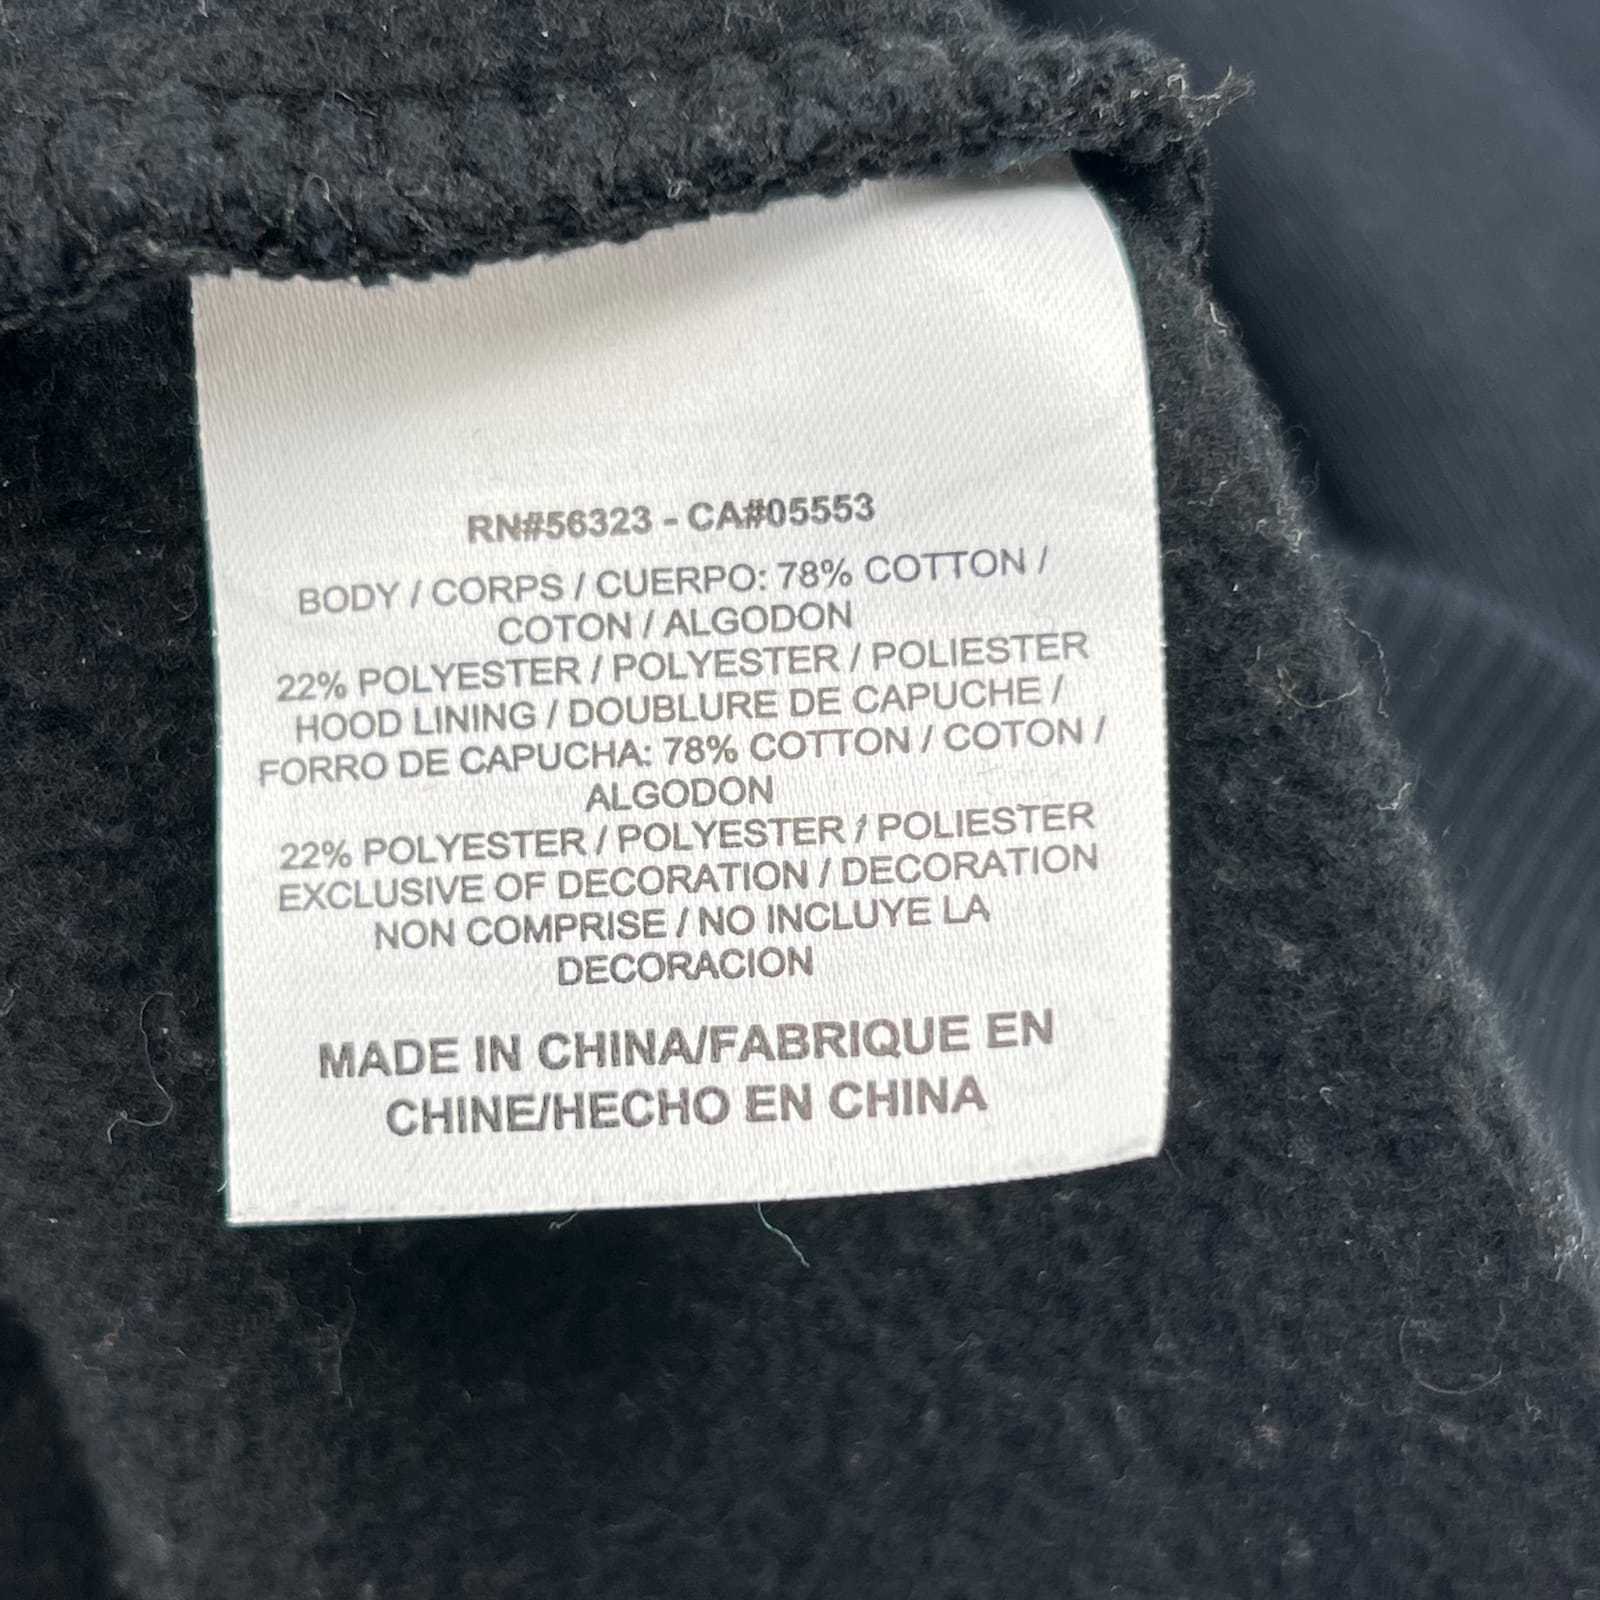 RN#56323 - CA#05553
BODY / CORPS / CUERPO: 78% COTTON /
COTON / ALGODON
22% POLYESTER / POLYESTER / POLIESTER
HOOD LINING / DOUBLURE DE CAPUCHE /
FORRO DE CAPUCHA: 78% COTTON / COTON /
ALGODON
22% POLYESTER / POLYESTER / POLIESTER
EXCLUSIVE OF DECORATION / DECORATION
NON COMPRISE / NO INCLUYE LA
DECORACION
MADE IN CHINA/FABRIQUE EN
CHINE/HECHO EN CHINA